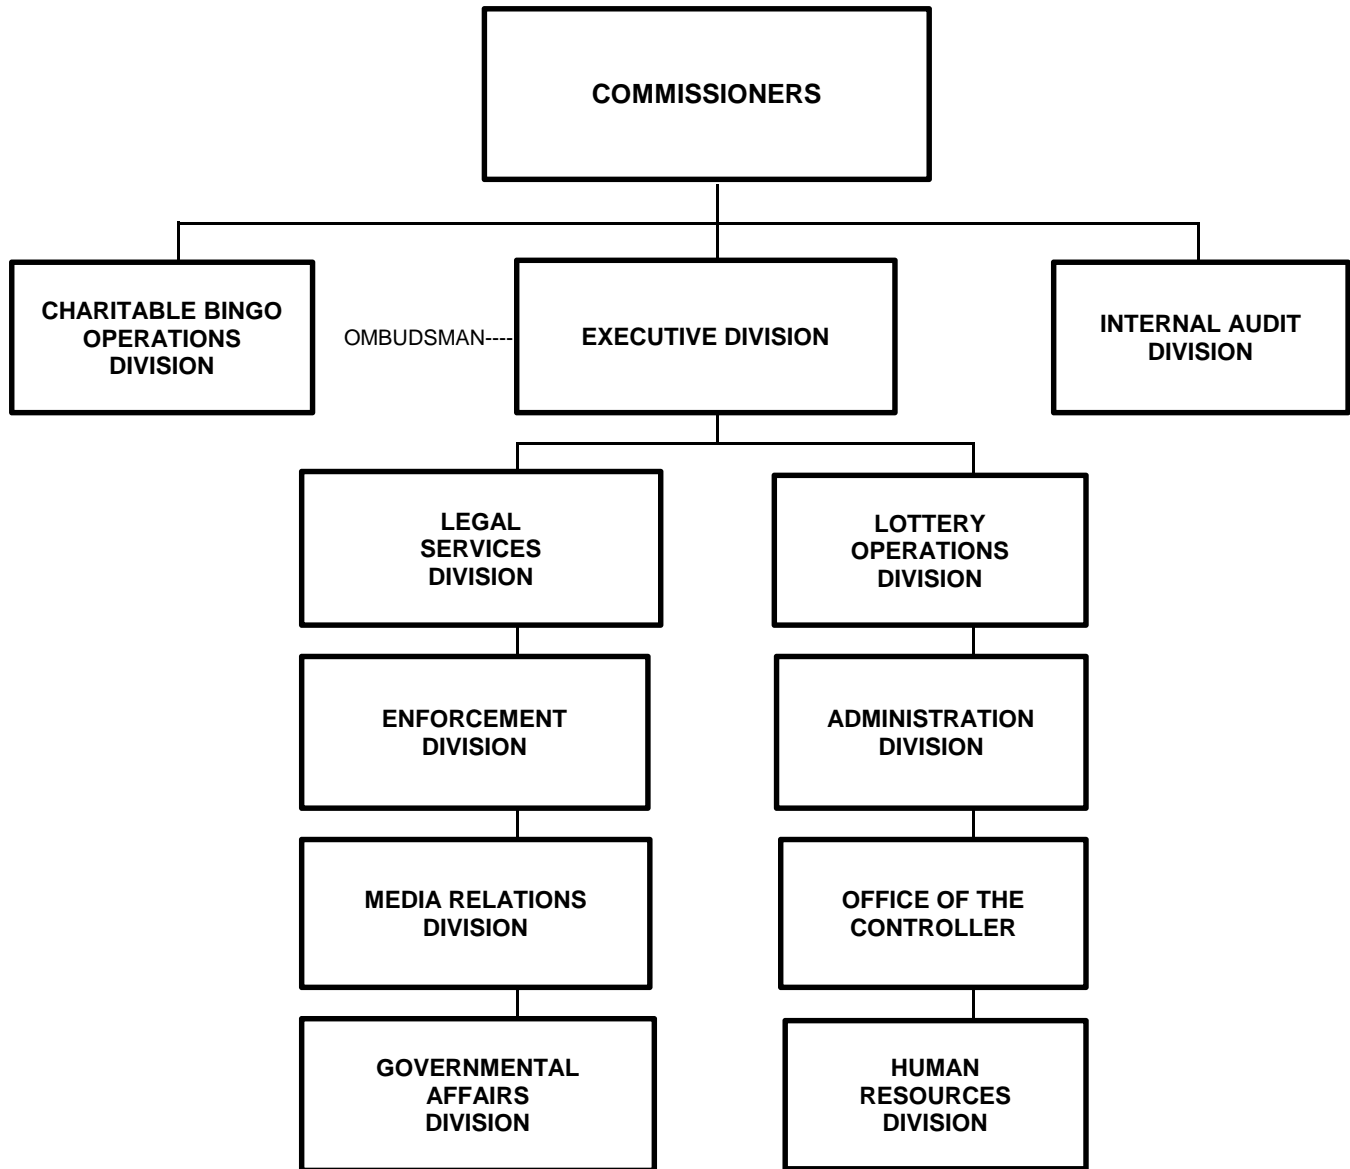 COMMISSIONERS
CHARITABLE BINGO
OPERATIONS
DIVISION
OMBUDSMAN----
EXECUTIVE DIVISION
INTERNAL AUDIT
DIVISION
LEGAL
SERVICES
DIVISION
LOTTERY
OPERATIONS
DIVISION
ENFORCEMENT
DIVISION
ADMINISTRATION
DIVISION
MEDIA RELATIONS
DIVISION
OFFICE OF THE
CONTROLLER
GOVERNMENTAL
AFFAIRS
DIVISION
HUMAN
RESOURCES
DIVISION